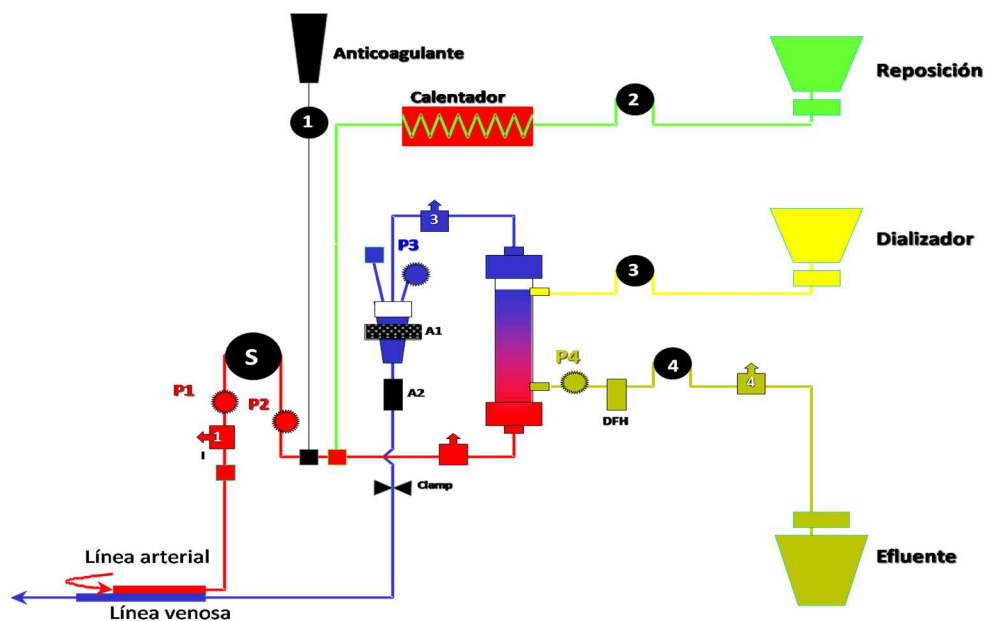 Anticoagulante
Reposición
Calentador
2
1
3
P3
Dializador
3
A1
S
P1
P2
P4
4
4
A2
DFH
1
I
Clamp
Línea arterial
Efluente
Línea venosa